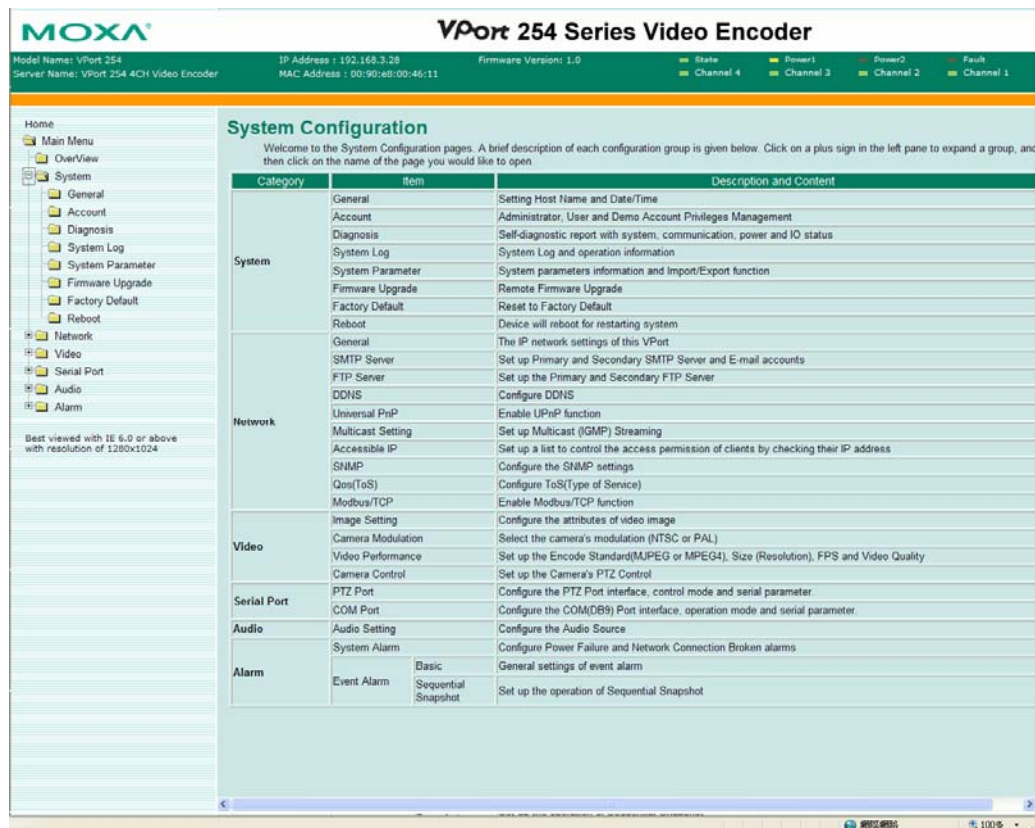 MOXA®
VPort 254 Series Video Encoder
Model Name: VPort 254
Server Name: VPort 254 4CH Video Encoder
IP Address : 192.168.3.28
MAC Address : 00:90:e8:00:46:11
Firmware Version: 1.0
State Power1 Power2 Fault
Channel 4 Channel 3 Channel 2 Channel 1
Home
Main Menu
OverView
System
General
Account
Diagnosis
System Log
System Parameter
Firmware Upgrade
Factory Default
Reboot
Network
Video
Serial Port
Audio
Alarm
Best viewed with IE 6.0 or above
with resolution of 1280x1024
System Configuration
Welcome to the System Configuration pages. A brief description of each configuration group is given below. Click on a plus sign in the left pane to expand a group, and
then click on the name of the page you would like to open.
Category Item Description and Content
System
General Setting Host Name and Date/Time
Account Administrator, User and Demo Account Privileges Management
Diagnosis Self-diagnostic report with system, communication, power and IO status
System Log System Log and operation information
System Parameter System parameters information and Import/Export function
Firmware Upgrade Remote Firmware Upgrade
Factory Default Reset to Factory Default
Reboot Device will reboot for restarting system
Network
General The IP network settings of this VPort
SMTP Server Set up Primary and Secondary SMTP Server and E-mail accounts
FTP Server Set up the Primary and Secondary FTP Server
DDNS Configure DDNS
Universal PnP Enable UPnP function
Multicast Setting Set up Multicast (IGMP) Streaming
Accessible IP Set up a list to control the access permission of clients by checking their IP address
SNMP Configure the SNMP settings
Qos(ToS) Configure ToS(Type of Service)
Modbus/TCP Enable Modbus/TCP function
Video
Image Setting Configure the attributes of video image
Camera Modulation Select the camera's modulation (NTSC or PAL)
Video Performance Set up the Encode Standard(MJPEG or MPEG4), Size (Resolution), FPS and Video Quality
Camera Control Set up the Camera's PTZ Control
Serial Port
PTZ Port Configure the PTZ Port interface, control mode and serial parameter.
COM Port Configure the COM(DB9) Port interface, operation mode and serial parameter.
Audio Audio Setting Configure the Audio Source
Alarm
System Alarm Configure Power Failure and Network Connection Broken alarms
Event Alarm
Basic General settings of event alarm
Sequential
Snapshot
Set up the operation of Sequential Snapshot
100%